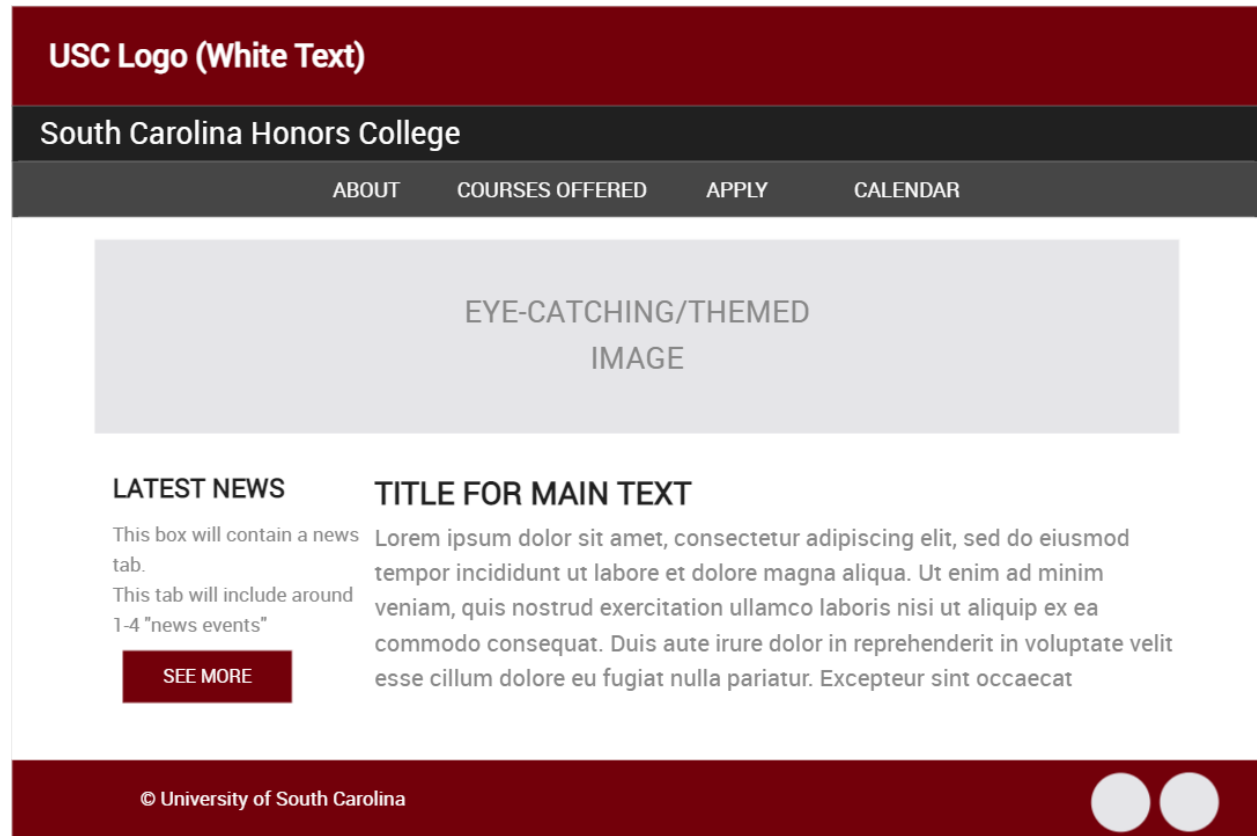 USC Logo (White Text)
South Carolina Honors College
ABOUT COURSES OFFERED APPLY CALENDAR
EYE-CATCHING/THEMED
IMAGE
LATEST NEWS
This box will contain a news
tab.
This tab will include around
1-4 "news events"
SEE MORE
TITLE FOR MAIN TEXT
Lorem ipsum dolor sit amet, consectetur adipiscing elit, sed do eiusmod
tempor incididunt ut labore et dolore magna aliqua. Ut enim ad minim
veniam, quis nostrud exercitation ullamco laboris nisi ut aliquip ex ea
commodo consequat. Duis aute irure dolor in reprehenderit in voluptate velit
esse cillum dolore eu fugiat nulla pariatur. Excepteur sint occaecat
© University of South Carolina